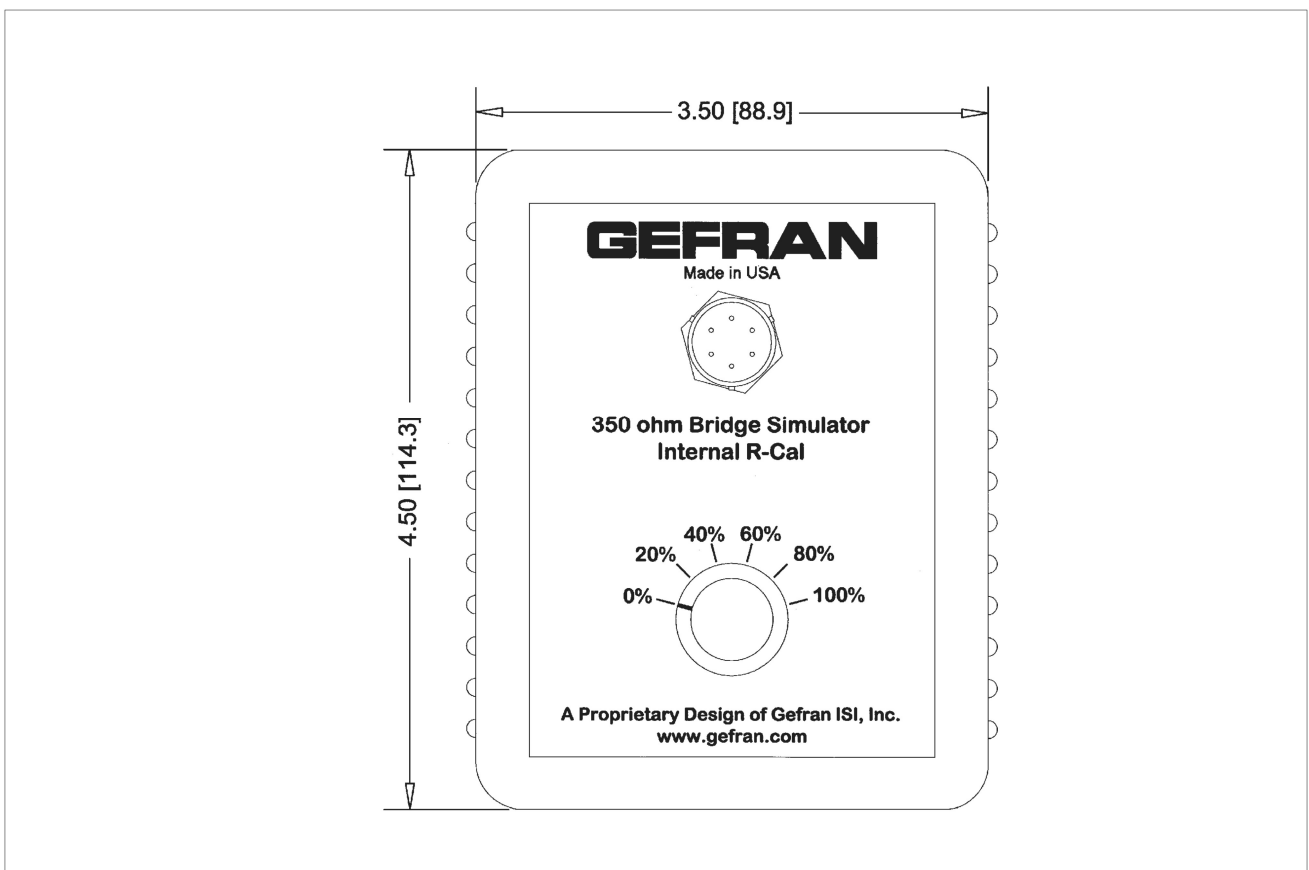 3.50 [88.9]
4.50 [114.3]
GEFRAN
Made in USA
350 ohm Bridge Simulator
Internal R-Cal
40% 60%
20% 80%
0% 100%
A Proprietary Design of Gefran ISI, Inc.
www.gefran.com